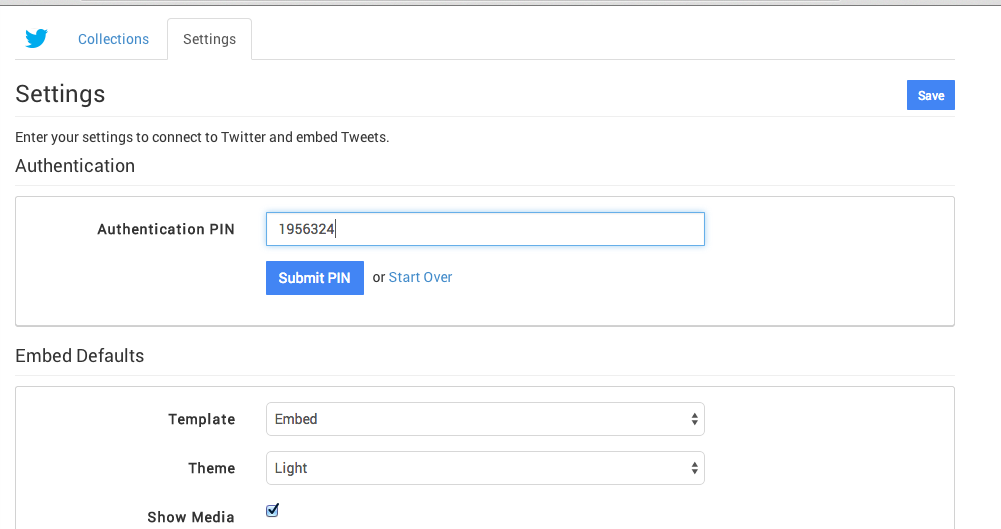 Collections Settings
Settings
Save
Enter your settings to connect to Twitter and embed Tweets.
Authentication
Authentication PIN 1956324
Submit PIN or Start Over
Embed Defaults
Template Embed
Theme Light
Show Media